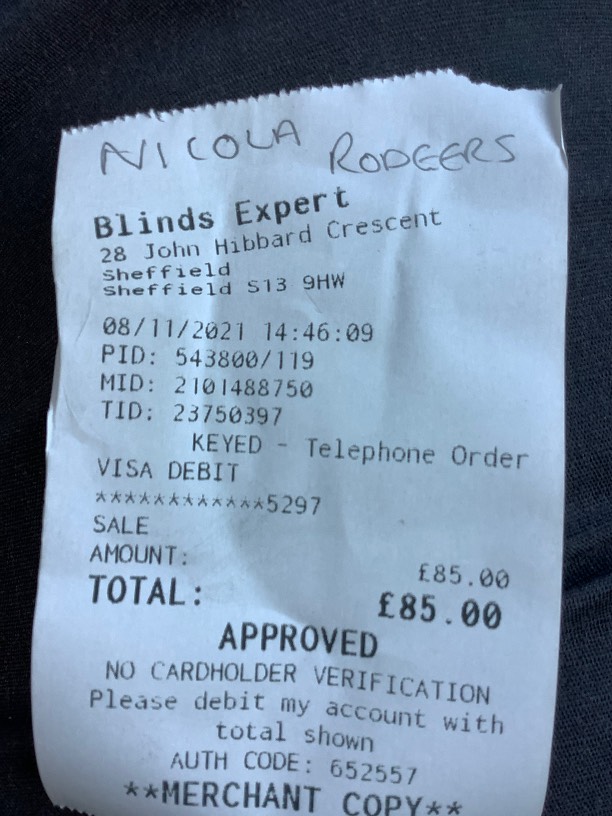 NICOLA RODGERS
Blinds Expert
28 John Hibbard Crescent
Sheffield
Sheffield S13 9HW
08/11/2021 14:46:09
PID: 543800/119
MID: 2101488750
TID: 23750397
KEYED - Telephone Order
VISA DEBIT
************5297
SALE
AMOUNT: £85.00
TOTAL: £85.00
APPROVED
NO CARDHOLDER VERIFICATION
Please debit my account with
total shown
AUTH CODE: 652557
**MERCHANT COPY**